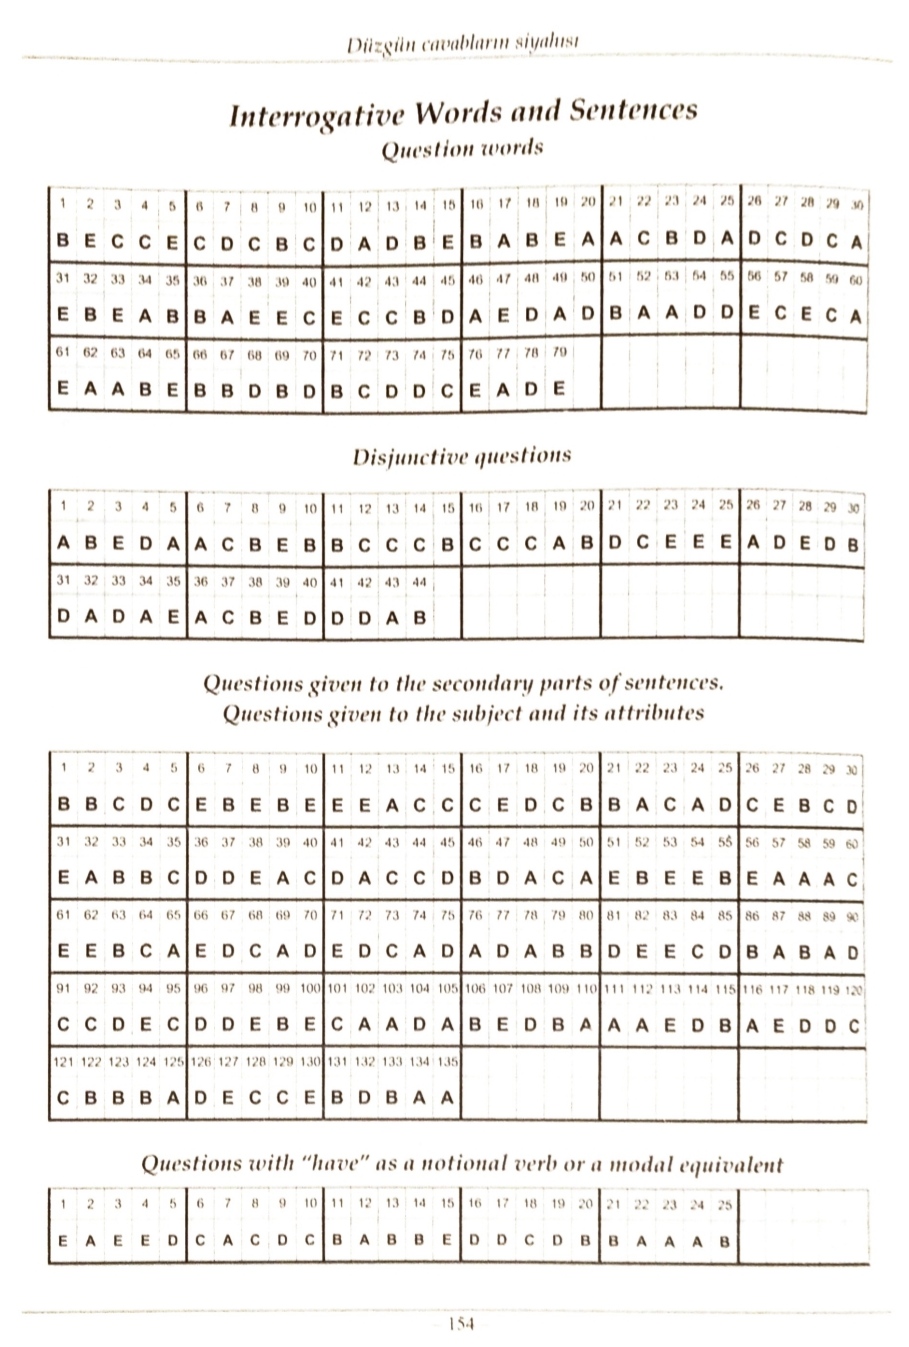 Düzgün cavabların siyahısı
Interrogative Words and Sentences
Question words
1 2 3 4 5 6 7 8 9 10 11 12 13 14 15 16 17 18 19 20 21 22 23 24 25 26 27 28 29 30
B E C C E C D C B C D A D B E B A B E A A C B D A D C D C A
31 32 33 34 35 36 37 38 39 40 41 42 43 44 45 46 47 48 49 50 51 52 53 54 55 56 57 58 59 60
E B E A B B A E E C E C C B D A E D A D B A A D D E C E C A
61 62 63 64 65 66 67 68 69 70 71 72 73 74 75 76 77 78 79
E A A B E B B D B D B C D D C E A D E
Disjunctive questions
1 2 3 4 5 6 7 8 9 10 11 12 13 14 15 16 17 18 19 20 21 22 23 24 25 26 27 28 29 30
A B E D A A C B E B B C C C B C C C A B D C E E E A D E D B
31 32 33 34 35 36 37 38 39 40 41 42 43 44
D A D A E A C B E D D D A B
Questions given to the secondary parts of sentences.
Questions given to the subject and its attributes
1 2 3 4 5 6 7 8 9 10 11 12 13 14 15 16 17 18 19 20 21 22 23 24 25 26 27 28 29 30
B B C D C E B E B E E E A C C C E D C B B A C A D C E B C D
31 32 33 34 35 36 37 38 39 40 41 42 43 44 45 46 47 48 49 50 51 52 53 54 55 56 57 58 59 60
E A B B C D D E A C D A C C D B D A C A E B E E B E A A A C
61 62 63 64 65 66 67 68 69 70 71 72 73 74 75 76 77 78 79 80 81 82 83 84 85 86 87 88 89 90
E E B C A E D C A D E D C A D A D A B B D E E C D B A B A D
91 92 93 94 95 96 97 98 99 100 101 102 103 104 105 106 107 108 109 110 111 112 113 114 115 116 117 118 119 120
C C D E C D D E B E C A A D A B E D B A A A E D B A E D D C
121 122 123 124 125 126 127 128 129 130 131 132 133 134 135
C B B B A D E C C E B D B A A
Questions with "have" as a notional verb or a modal equivalent
1 2 3 4 5 6 7 8 9 10 11 12 13 14 15 16 17 18 19 20 21 22 23 24 25
E A E E D C A C D C B A B B E D D C D B B A A A B
154